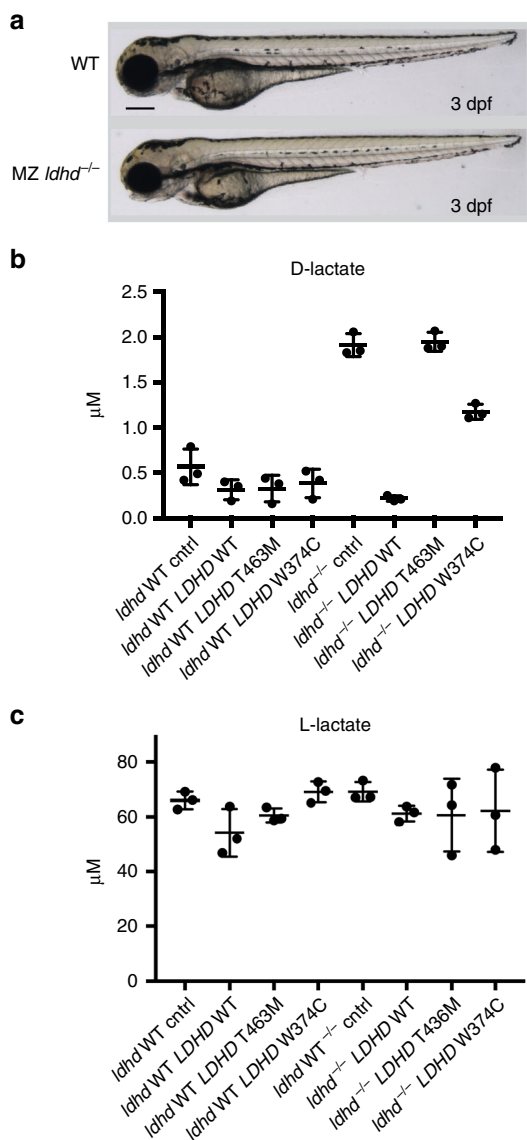 a
WT
3 dpf
MZ ldhd–/–
3 dpf
b
D-lactate
2.5
2.0
1.5
1.0
0.5
0.0
µM
ldhd WT cntrl
ldhd WT LDHD WT
ldhd WT LDHD T463M
ldhd WT LDHD W374C
ldhd–/– cntrl
ldhd–/– LDHD WT
ldhd–/– LDHD T463M
ldhd–/– LDHD W374C
c
L-lactate
80
60
40
20
0
µM
ldhd WT cntrl
ldhd WT LDHD WT
ldhd WT LDHD T463M
ldhd WT LDHD W374C
ldhd WT–/– cntrl
ldhd–/– LDHD WT
ldhd–/– LDHD T436M
ldhd–/– LDHD W374C